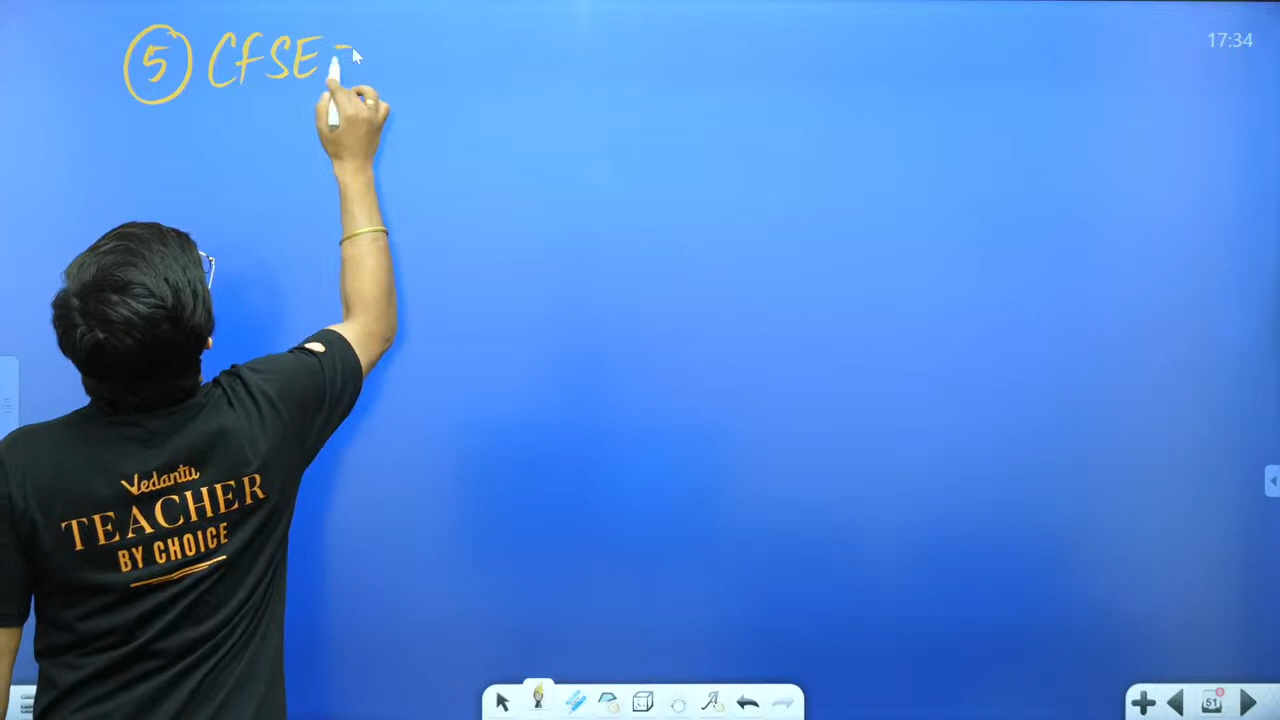 ⑤ CFSE -
17:34
Vedantu
TEACHER
BY CHOICE
51